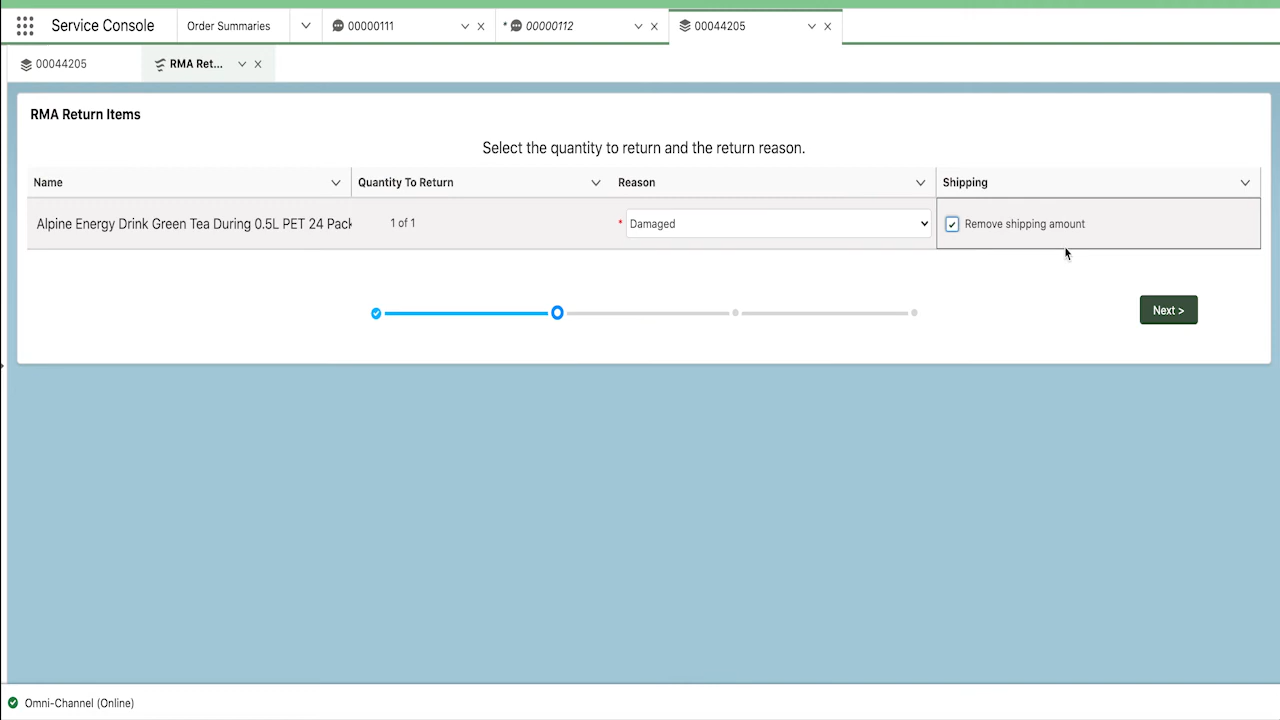 Service Console
Order Summaries
00000111
* 00000112
00044205
00044205
RMA Ret...
RMA Return Items
Select the quantity to return and the return reason.
Name
Quantity To Return
Reason
Shipping
Alpine Energy Drink Green Tea During 0.5L PET 24 Pack
1 of 1
* Damaged
Remove shipping amount
Next >
Omni-Channel (Online)